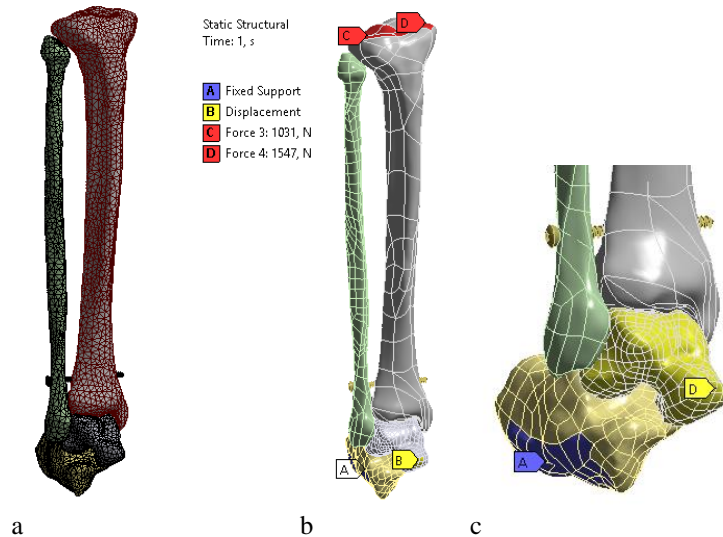 Static Structural
Time: 1, s
A Fixed Support
B Displacement
C Force 3: 1031, N
D Force 4: 1547, N
C D
A B
D
A
a b c